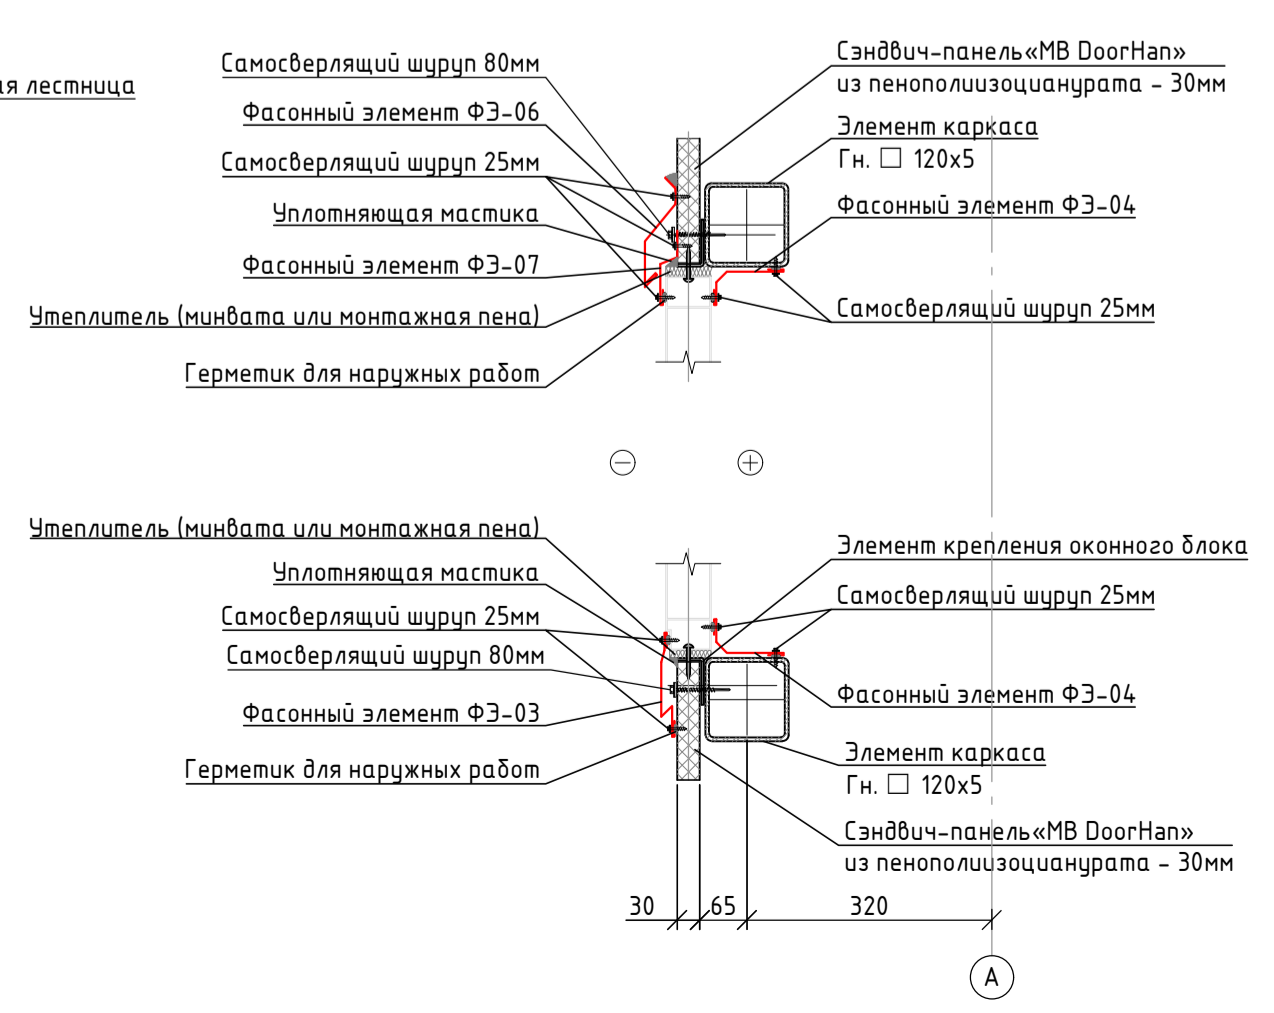 ая лестница
Самосверлящий шуруп 80мм
Фасонный элемент ФЭ-06
Самосверлящий шуруп 25мм
Уплотняющая мастика
Фасонный элемент ФЭ-07
Утеплитель (минвата или монтажная пена)
Герметик для наружных работ
Сэндвич-панель«МВ DoorHan»
из пенополиизоцианурата - 30мм
Элемент каркаса
Гн. □ 120х5
Фасонный элемент ФЭ-04
Самосверлящий шуруп 25мм
Утеплитель (минвата или монтажная пена)
Уплотняющая мастика
Самосверлящий шуруп 25мм
Самосверлящий шуруп 80мм
Фасонный элемент ФЭ-03
Герметик для наружных работ
Элемент крепления оконного блока
Самосверлящий шуруп 25мм
Фасонный элемент ФЭ-04
Элемент каркаса
Гн. □ 120х5
Сэндвич-панель«МВ DoorHan»
из пенополиизоцианурата - 30мм
30 65 320
А